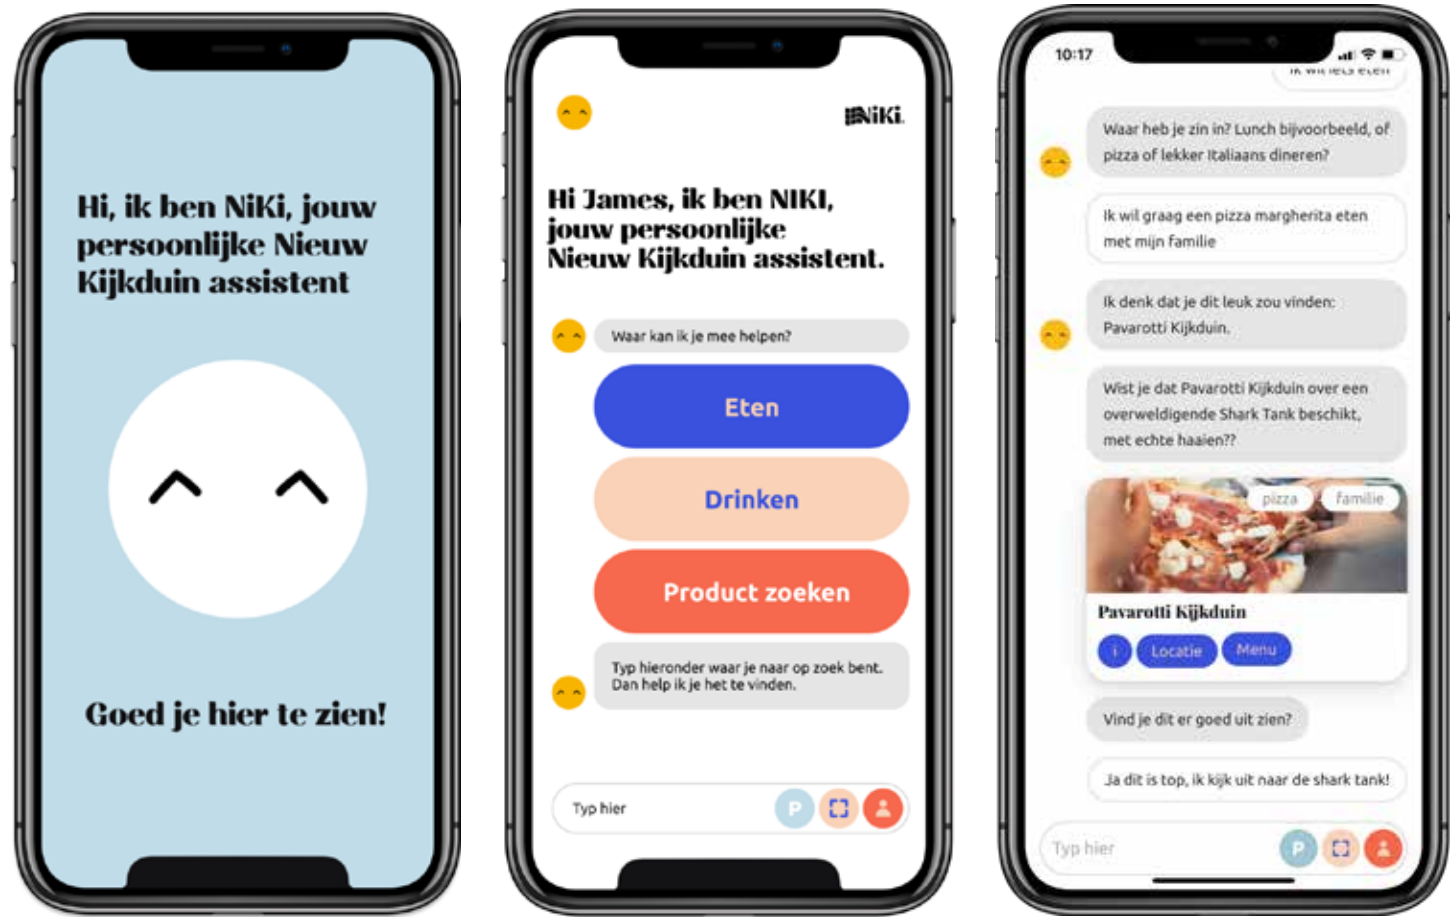 Hi, ik ben NiKi, jouw
persoonlijke Nieuw
Kijkduin assistent
Goed je hier te zien!
NiKi.
Hi James, ik ben NIKI,
jouw persoonlijke
Nieuw Kijkduin assistent.
Waar kan ik je mee helpen?
Eten
Drinken
Product zoeken
Typ hieronder waar je naar op zoek bent.
Dan help ik je het te vinden.
Typ hier
P
10:17
Ik wil iets eten
Waar heb je zin in? Lunch bijvoorbeeld, of
pizza of lekker Italiaans dineren?
Ik wil graag een pizza margherita eten
met mijn familie
Ik denk dat je dit leuk zou vinden:
Pavarotti Kijkduin.
Wist je dat Pavarotti Kijkduin over een
overweldigende Shark Tank beschikt,
met echte haaien??
pizza
familie
Pavarotti Kijkduin
i
Locatie
Menu
Vind je dit er goed uit zien?
Ja dit is top, ik kijk uit naar de shark tank!
Typ hier
P